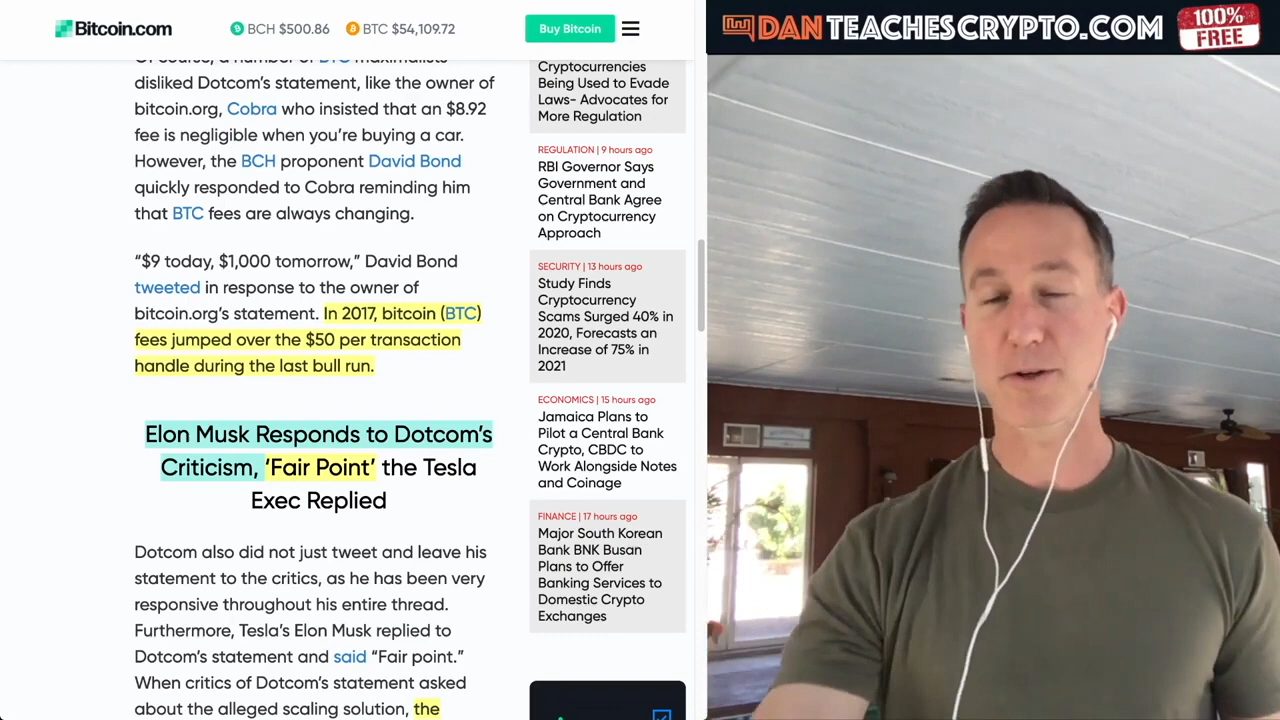 Bitcoin.com
BCH $500.86
BTC $54,109.72
Buy Bitcoin
Of course, a number of BTC maximalists
disliked Dotcom's statement, like the owner of
bitcoin.org, Cobra who insisted that an $8.92
fee is negligible when you're buying a car.
However, the BCH proponent David Bond
quickly responded to Cobra reminding him
that BTC fees are always changing.
“$9 today, $1,000 tomorrow,” David Bond
tweeted in response to the owner of
bitcoin.org's statement. In 2017, bitcoin (BTC)
fees jumped over the $50 per transaction
handle during the last bull run.
Elon Musk Responds to Dotcom's
Criticism, ‘Fair Point’ the Tesla
Exec Replied
Dotcom also did not just tweet and leave his
statement to the critics, as he has been very
responsive throughout his entire thread.
Furthermore, Tesla's Elon Musk replied to
Dotcom's statement and said “Fair point.”
When critics of Dotcom's statement asked
about the alleged scaling solution, the
Cryptocurrencies
Being Used to Evade
Laws- Advocates for
More Regulation
REGULATION | 9 hours ago
RBI Governor Says
Government and
Central Bank Agree
on Cryptocurrency
Approach
SECURITY | 13 hours ago
Study Finds
Cryptocurrency
Scams Surged 40% in
2020, Forecasts an
Increase of 75% in
2021
ECONOMICS | 15 hours ago
Jamaica Plans to
Pilot a Central Bank
Crypto, CBDC to
Work Alongside Notes
and Coinage
FINANCE | 17 hours ago
Major South Korean
Bank BNK Busan
Plans to Offer
Banking Services to
Domestic Crypto
Exchanges
DANTEACHESCRYPTO.COM
100%
FREE